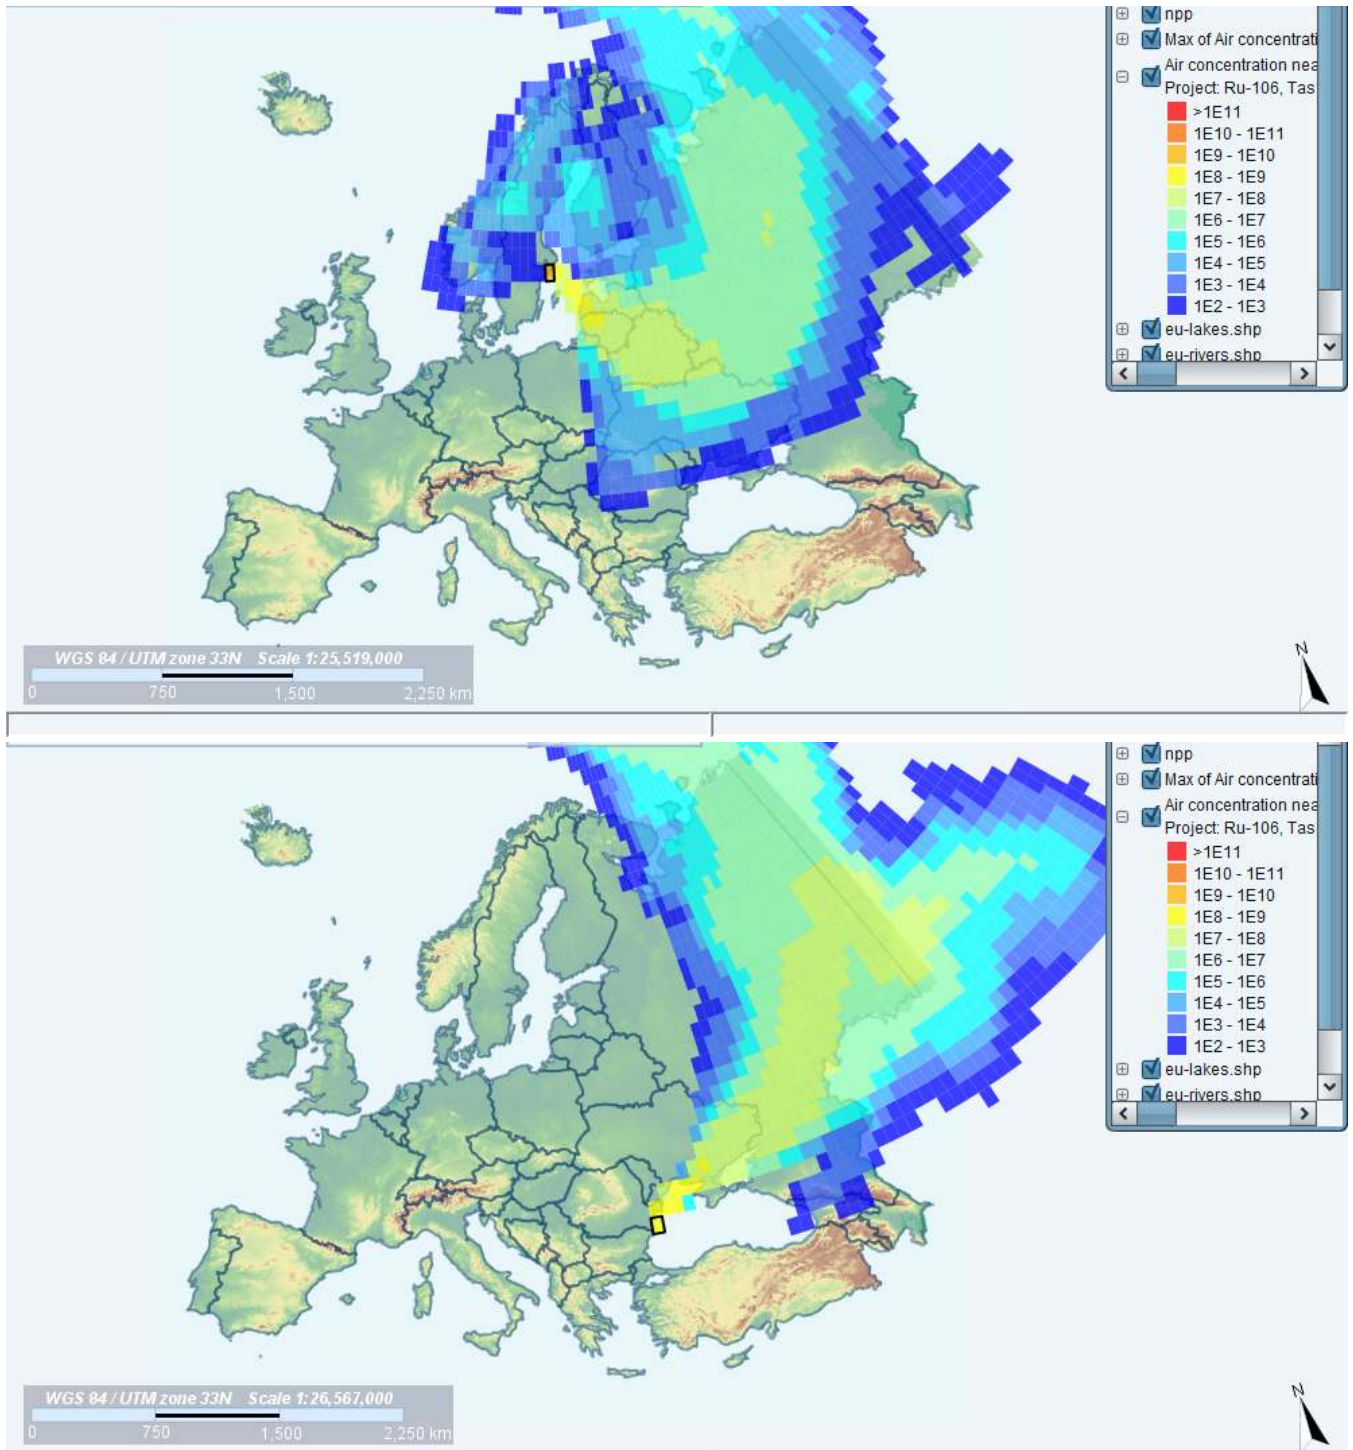 npp
Max of Air concentrati
Air concentration nea
Project: Ru-106, Tas
>1E11
1E10 - 1E11
1E9 - 1E10
1E8 - 1E9
1E7 - 1E8
1E6 - 1E7
1E5 - 1E6
1E4 - 1E5
1E3 - 1E4
1E2 - 1E3
eu-lakes.shp
eu-rivers.shp
WGS 84 / UTM zone 33N Scale 1:25,519,000
0 750 1,500 2,250 km
N
npp
Max of Air concentrati
Air concentration nea
Project: Ru-106, Tas
>1E11
1E10 - 1E11
1E9 - 1E10
1E8 - 1E9
1E7 - 1E8
1E6 - 1E7
1E5 - 1E6
1E4 - 1E5
1E3 - 1E4
1E2 - 1E3
eu-lakes.shp
eu-rivers.shp
WGS 84 / UTM zone 33N Scale 1:26,567,000
0 750 1,500 2,250 km
N